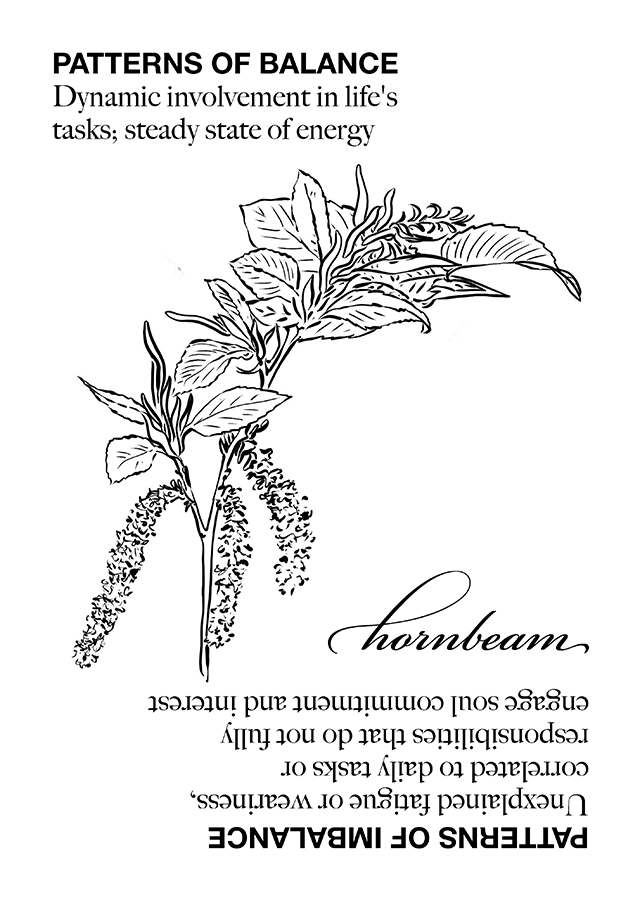 PATTERNS OF BALANCE
Dynamic involvement in life's
tasks; steady state of energy
hornbeam
PATTERNS OF IMBALANCE
Unexplained fatigue or weariness,
correlated to daily tasks or
responsibilities that do not fully
engage soul commitment and interest